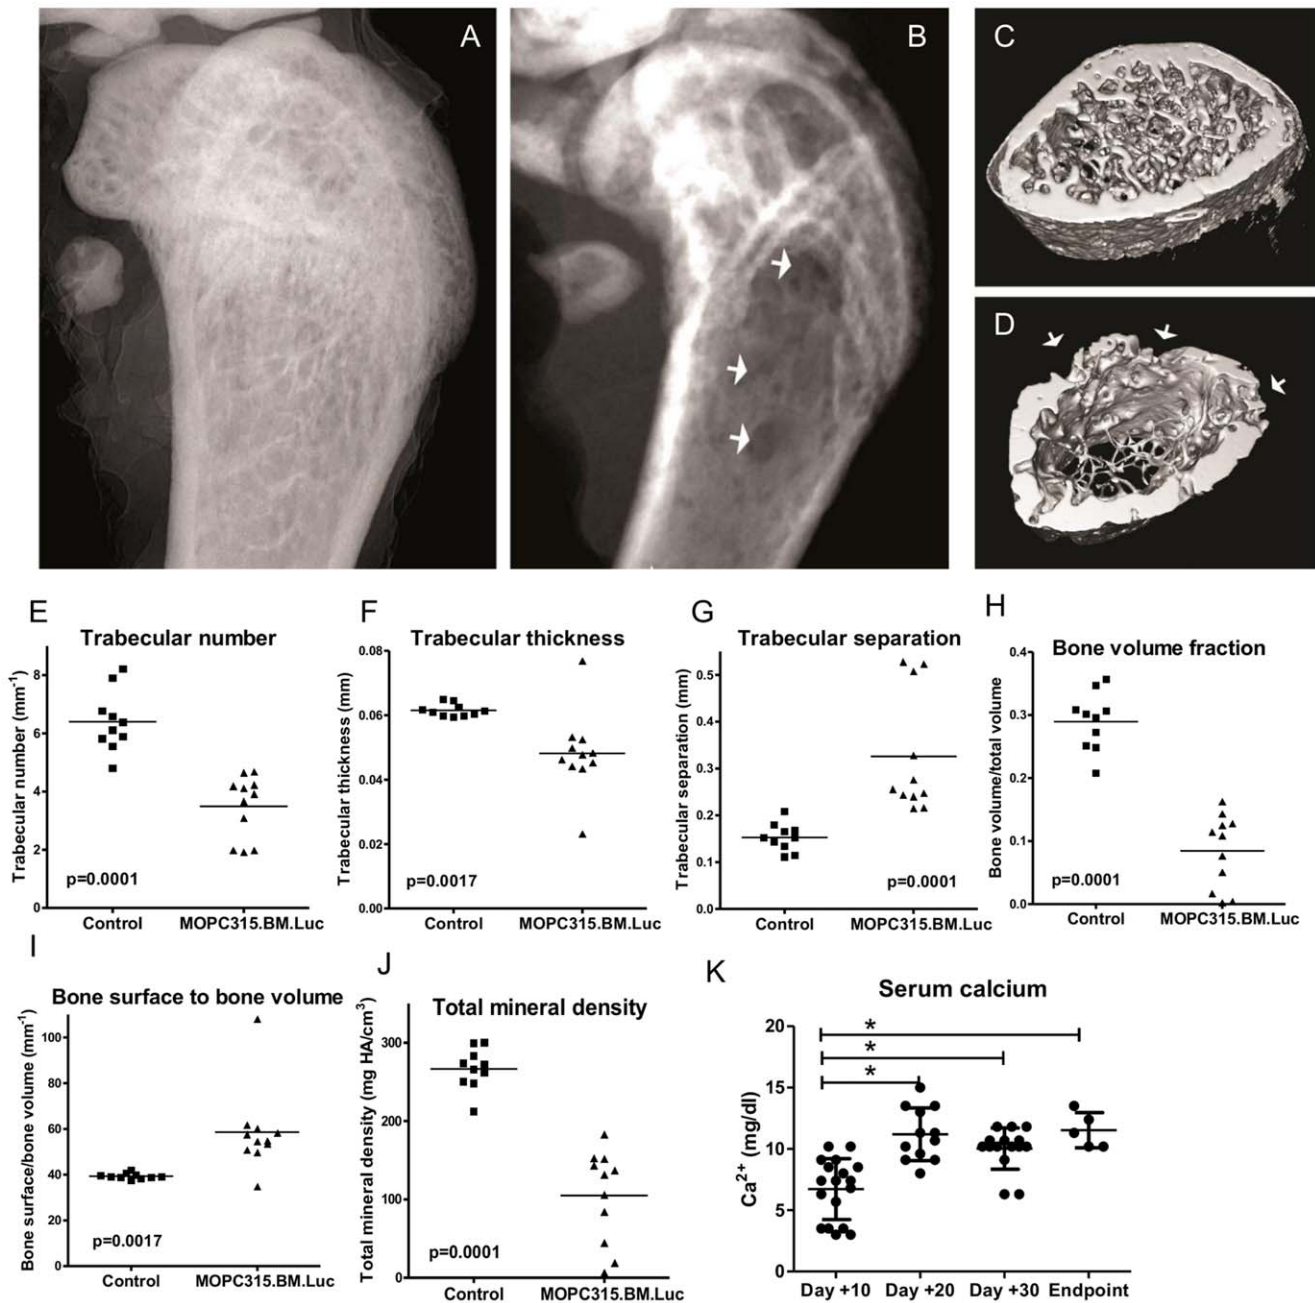 A
B
C
D
E
Trabecular number
Trabecular number (mm⁻¹)
8
6
4
2
0
p=0.0001
Control
MOPC315.BM.Luc
F
Trabecular thickness
Trabecular thickness (mm)
0.08
0.06
0.04
0.02
0.00
p=0.0017
Control
MOPC315.BM.Luc
G
Trabecular separation
Trabecular separation (mm)
0.5
0.4
0.3
0.2
0.1
0.0
p=0.0001
Control
MOPC315.BM.Luc
H
Bone volume fraction
Bone volume/total volume
0.4
0.3
0.2
0.1
0.0
p=0.0001
Control
MOPC315.BM.Luc
I
Bone surface to bone volume
Bone surface/bone volume (mm⁻¹)
100
80
60
40
20
0
p=0.0017
Control
MOPC315.BM.Luc
J
Total mineral density
Total mineral density (mg HA/cm³)
300
200
100
0
p=0.0001
Control
MOPC315.BM.Luc
K
Serum calcium
Ca²⁺ (mg/dl)
20
15
10
5
0
*
*
*
Day +10
Day +20
Day +30
Endpoint